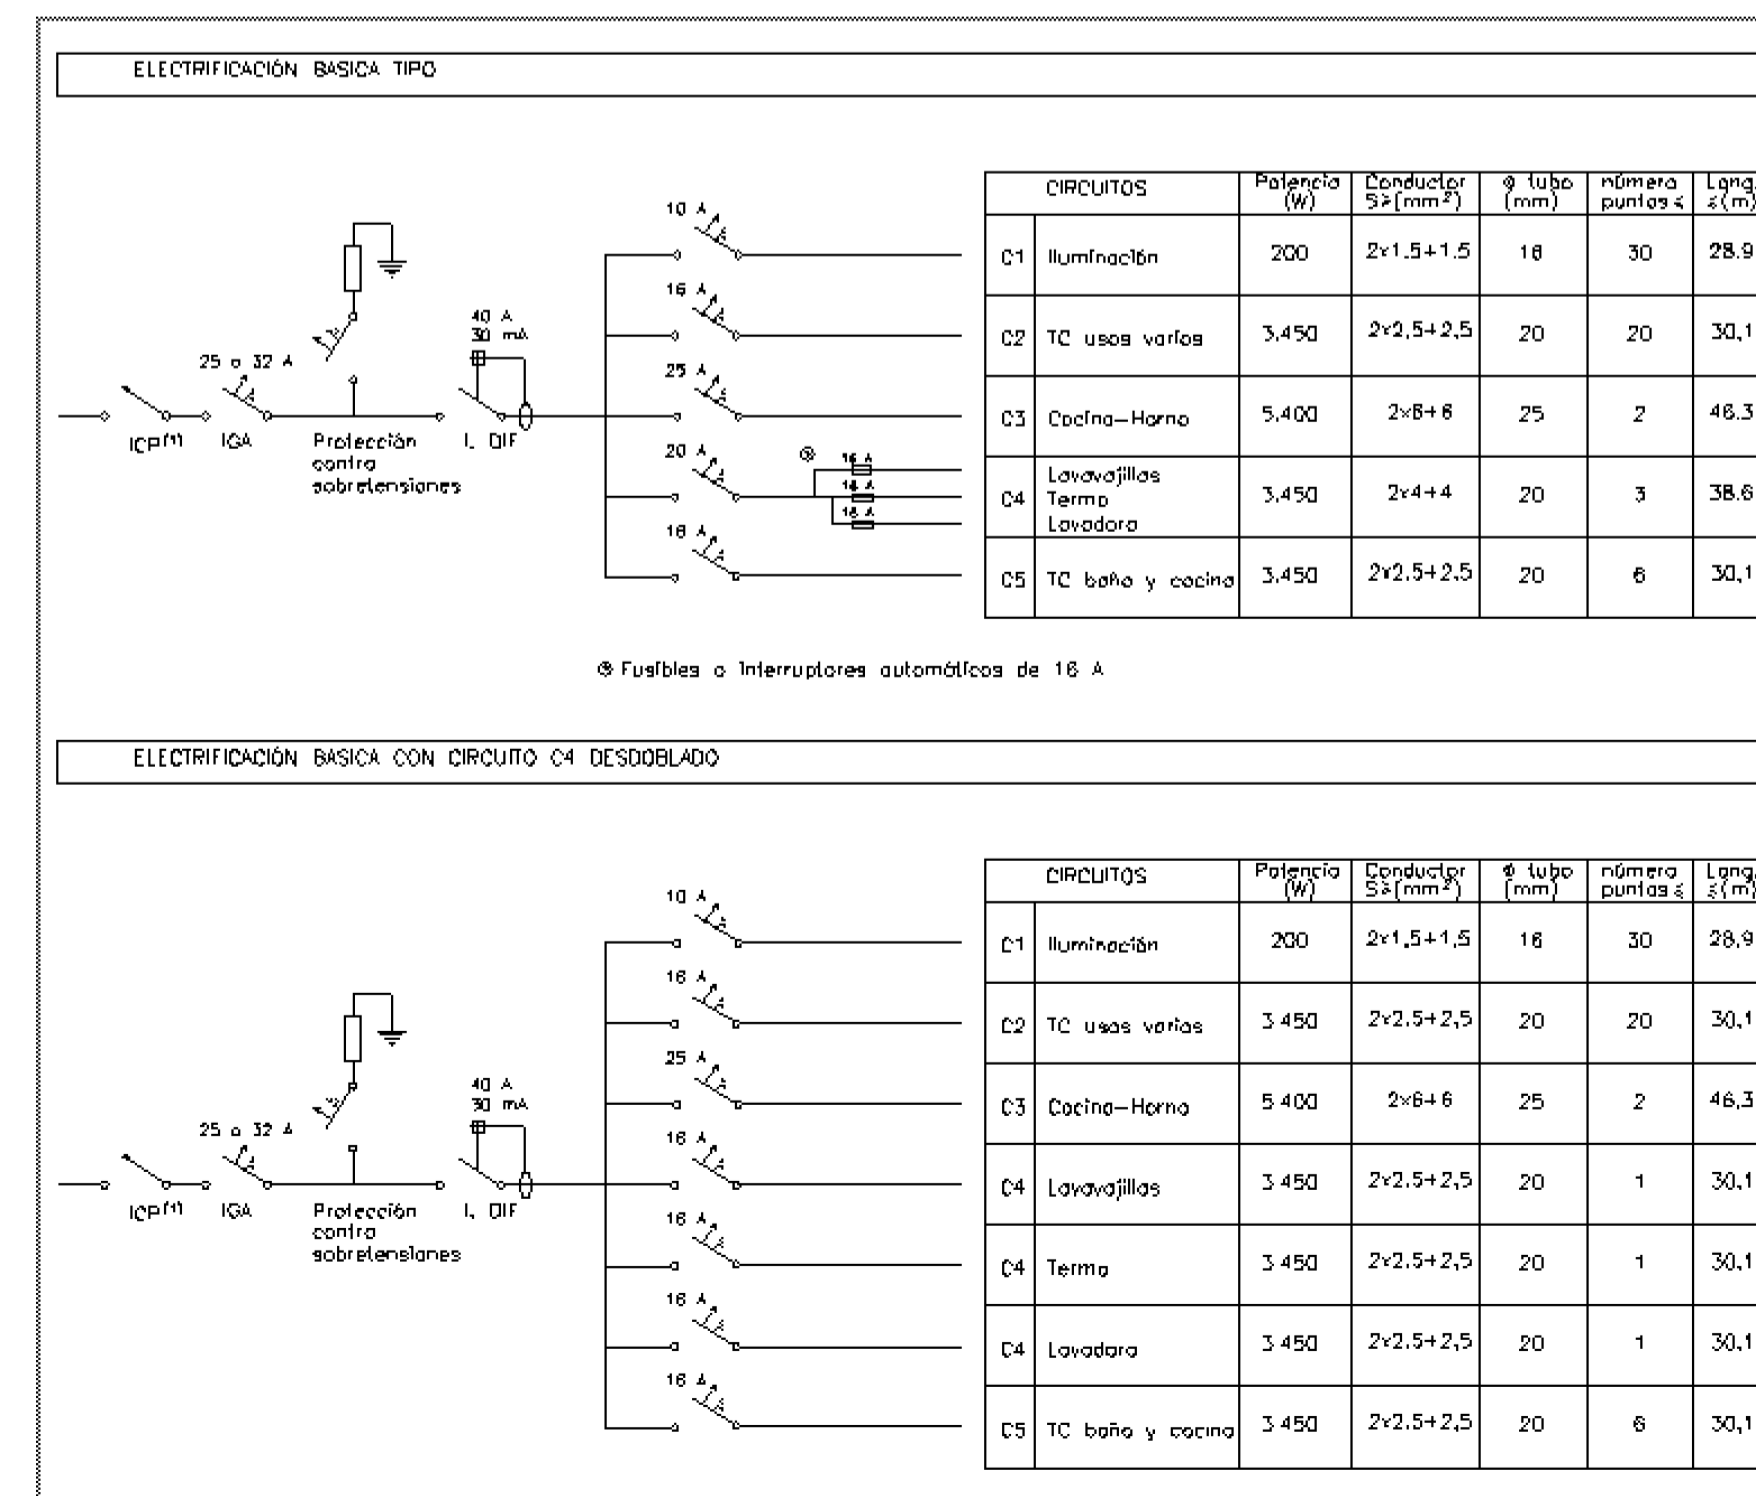 ELECTRIFICACIÓN BASICA TIPO
CIRCUITOS Potencia (W) Conductor S≥(mm²) φ tubo (mm) número puntos ≤ Long. ≤(m)
10 A
C1 Iluminación 200 2x1.5+1.5 16 30 28.9
16 A
C2 TC usos varios 3.450 2x2,5+2,5 20 20 30,1
40 A
30 mA
25 o 32 A
25 A
C3 Cocina-Horno 5.400 2x6+6 25 2 46.3
ICP(1) IGA Protección contra sobretensiones I. DIF
20 A
16 A
16 A
16 A
C4 Lavavajillas Termo Lavadora 3.450 2x4+4 20 3 38.6
16 A
C5 TC baño y cocina 3.450 2x2.5+2.5 20 6 30,1
Fusibles o Interruptores automáticos de 16 A
ELECTRIFICACIÓN BASICA CON CIRCUITO C4 DESDOBLADO
CIRCUITOS Potencia (W) Conductor S≥(mm²) φ tubo (mm) número puntos ≤ Long. ≤(m)
10 A
C1 Iluminación 200 2x1,5+1,5 16 30 28,9
16 A
C2 TC usos varios 3 450 2x2.5+2,5 20 20 30,1
25 A
C3 Cocina-Horno 5 400 2x6+6 25 2 46,3
40 A
30 mA
25 o 32 A
16 A
C4 Lavavajillas 3 450 2x2.5+2,5 20 1 30,1
ICP(1) IGA Protección contra sobretensiones I. DIF
16 A
C4 Termo 3 450 2x2.5+2,5 20 1 30,1
16 A
C4 Lavadora 3 450 2x2.5+2,5 20 1 30,1
16 A
C5 TC baño y cocina 3 450 2x2.5+2,5 20 6 30,1